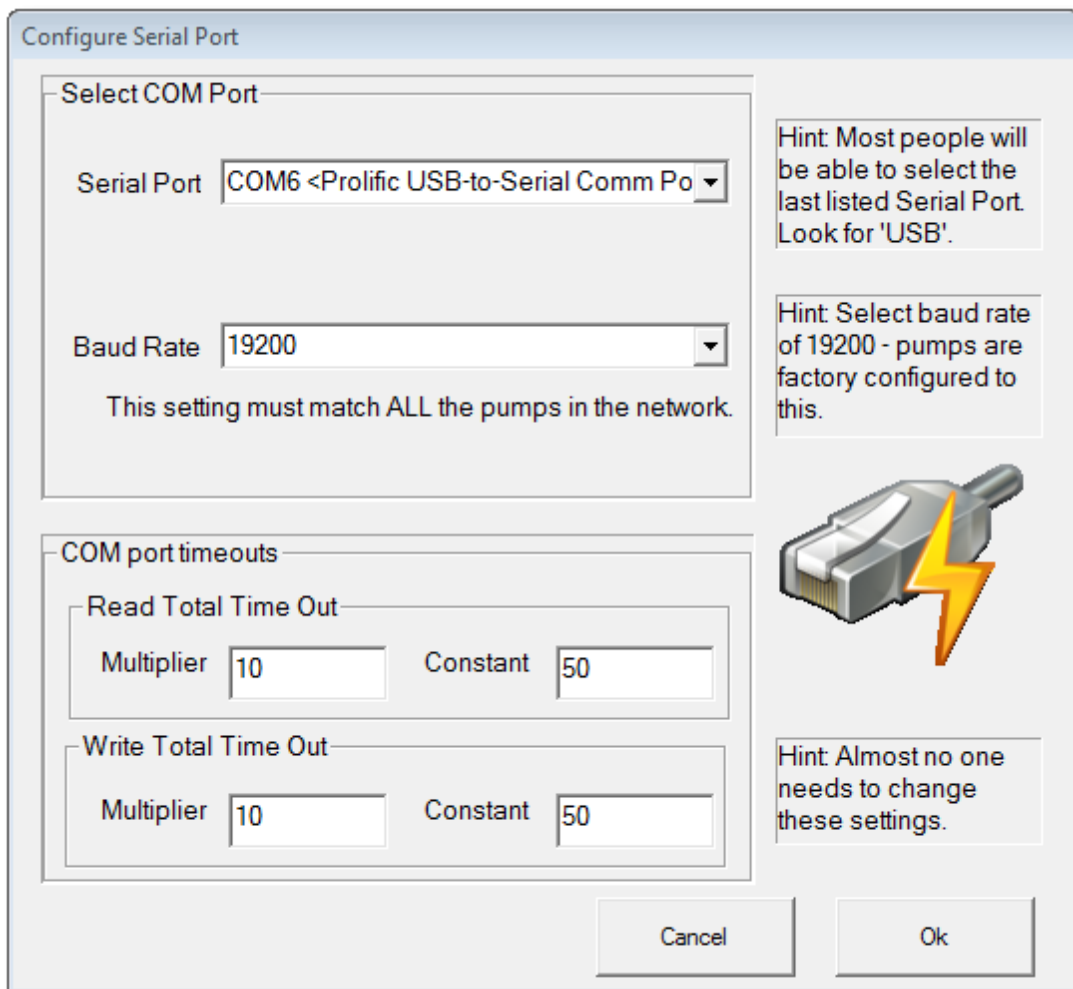 Configure Serial Port
Select COM Port
Serial Port COM6 <Prolific USB-to-Serial Comm Po
Hint: Most people will
be able to select the
last listed Serial Port.
Look for 'USB'.
Baud Rate 19200
This setting must match ALL the pumps in the network.
Hint: Select baud rate
of 19200 - pumps are
factory configured to
this.
COM port timeouts
Read Total Time Out
Multiplier 10 Constant 50
Write Total Time Out
Multiplier 10 Constant 50
Hint: Almost no one
needs to change
these settings.
Cancel Ok